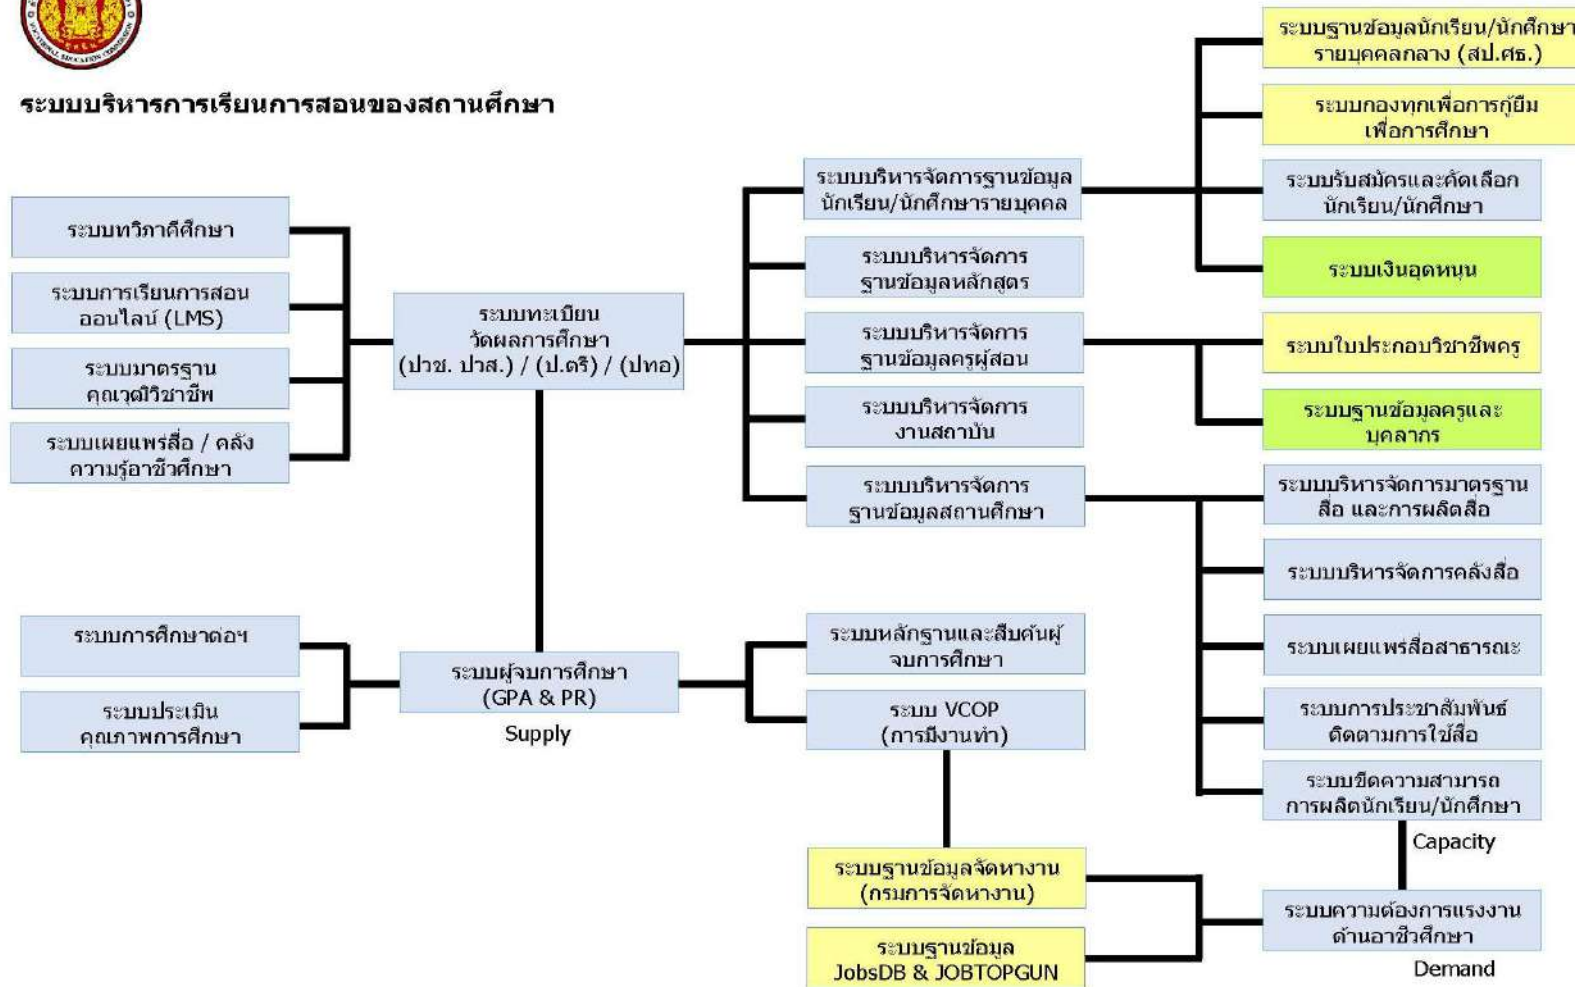 VOCATIONAL EDUCATION COMMISSION
ระบบบริหารการเรียนการสอนของสถานศึกษา
ระบบทวิภาคีศึกษา
ระบบการเรียนการสอน
ออนไลน์ (LMS)
ระบบมาตรฐาน
คุณวุฒิวิชาชีพ
ระบบเผยแพร่สื่อ / คลัง
ความรู้อาชีวศึกษา
ระบบทะเบียน
วัดผลการศึกษา
(ปวช. ปวส.) / (ป.ตรี) / (ปทอ)
ระบบบริหารจัดการฐานข้อมูล
นักเรียน/นักศึกษารายบุคคล
ระบบบริหารจัดการ
ฐานข้อมูลหลักสูตร
ระบบบริหารจัดการ
ฐานข้อมูลครูผู้สอน
ระบบบริหารจัดการ
งานสถาบัน
ระบบบริหารจัดการ
ฐานข้อมูลสถานศึกษา
ระบบฐานข้อมูลนักเรียน/นักศึกษา
รายบุคคลกลาง (สป.ศธ.)
ระบบกองทุกเพื่อการกู้ยืม
เพื่อการศึกษา
ระบบรับสมัครและคัดเลือก
นักเรียน/นักศึกษา
ระบบเงินอุดหนุน
ระบบใบประกอบวิชาชีพครู
ระบบฐานข้อมูลครูและ
บุคลากร
ระบบบริหารจัดการมาตรฐาน
สื่อ และการผลิตสื่อ
ระบบบริหารจัดการคลังสื่อ
ระบบเผยแพร่สื่อสาธารณะ
ระบบการประชาสัมพันธ์
ติดตามการใช้สื่อ
ระบบขีดความสามารถ
การผลิตนักเรียน/นักศึกษา
Capacity
ระบบการศึกษาต่อฯ
ระบบประเมิน
คุณภาพการศึกษา
ระบบผู้จบการศึกษา
(GPA & PR)
Supply
ระบบหลักฐานและสืบค้นผู้
จบการศึกษา
ระบบ VCOP
(การมีงานทำ)
ระบบฐานข้อมูลจัดหางาน
(กรมการจัดหางาน)
ระบบฐานข้อมูล
JobsDB & JOBTOPGUN
ระบบความต้องการแรงงาน
ด้านอาชีวศึกษา
Demand